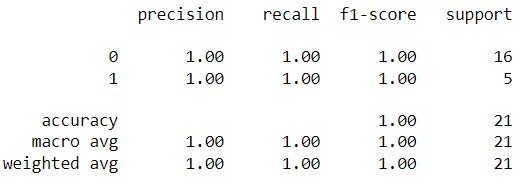 precision recall f1-score support
0 1.00 1.00 1.00 16
1 1.00 1.00 1.00 5
accuracy 1.00 21
macro avg 1.00 1.00 1.00 21
weighted avg 1.00 1.00 1.00 21